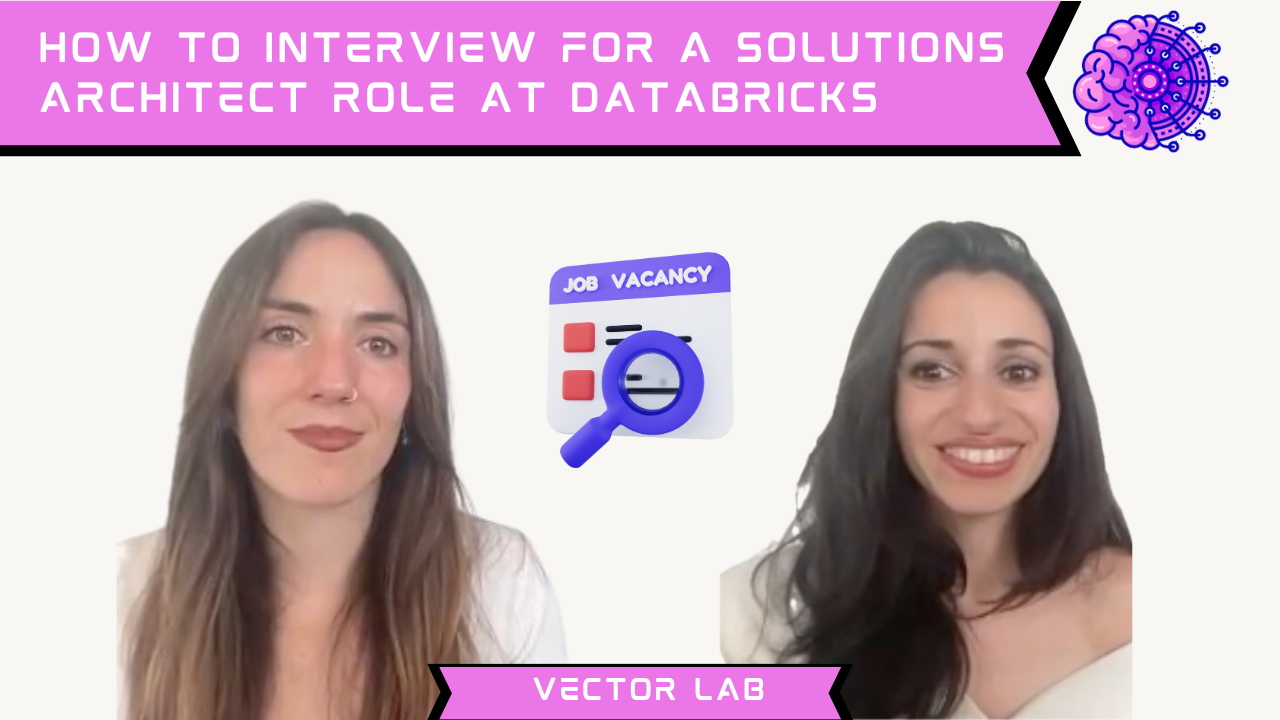 HOW TO INTERVIEW FOR A SOLUTIONS
ARCHITECT ROLE AT DATABRICKS
JOB VACANCY
VECTOR LAB